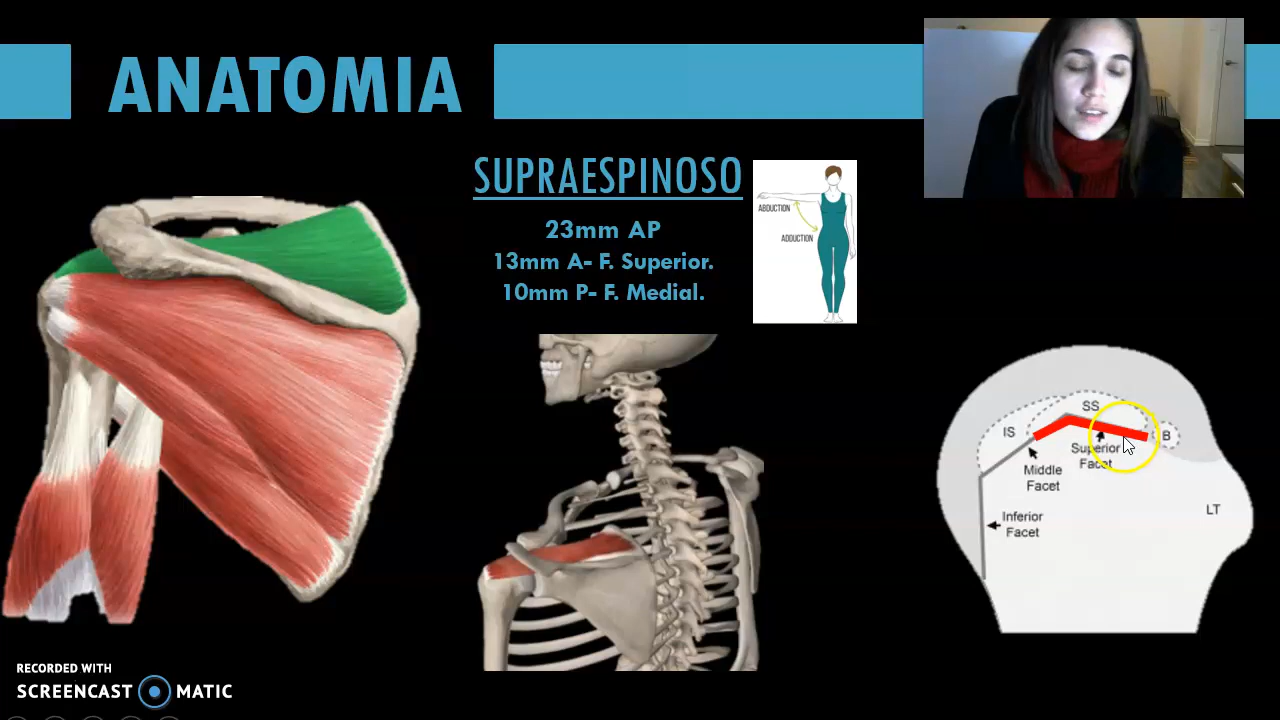 ANATOMIA
SUPRAESPINOSO
23mm AP
13mm A- F. Superior.
10mm P- F. Medial.
ABDUCTION
ADDUCTION
SS
IS
B
Superior
Facet
Middle
Facet
LT
Inferior
Facet
RECORDED WITH
SCREENCAST MATIC